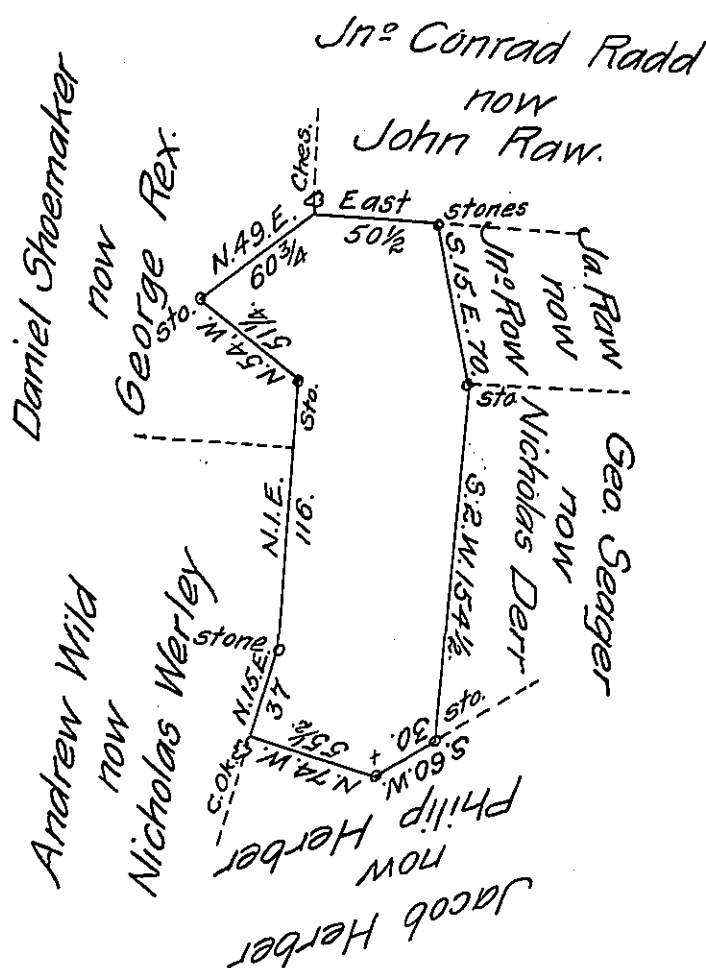 Jnº Conrad Radd
now
John Raw.
Daniel Shoemaker
now
George Rex.
Ches.
East
50½
stones
N.49.E.
60¾
sto.
N.54.W.
51¼.
Sto.
S.15.E.70.
Jnº Raw
now
Ja. Raw
sto
N.1.E.
116.
S.2.W.154½.
Nicholas Derr
now
Geo. Seager
Andrew Wild
now
Nicholas Werley
stone
N.15.E.
37
C.Ok.
N.74.W.
55½
x
S.60.W.
30.
sto.
Philip Herber
now
Jacob Herber